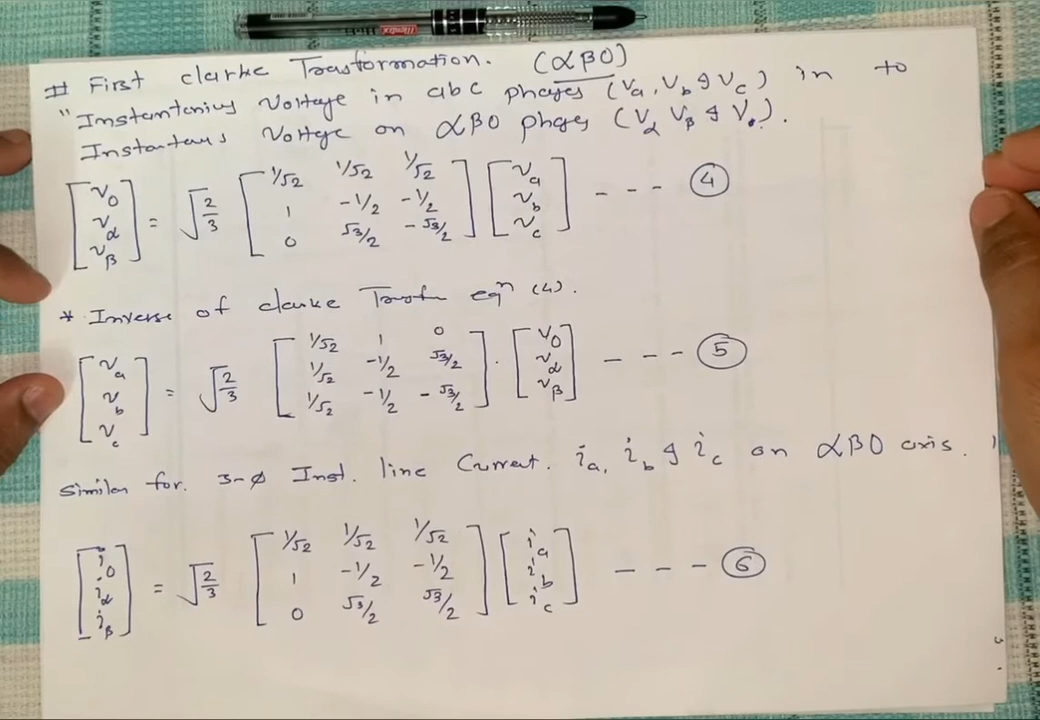 # First clarke Transformation. (αβ0)
"Instantenius Voltage in abc phases (Va, Vb & Vc) in to
Instantaus Voltge on αβ0 phges (Vα Vβ & V0).
[v0 vα vβ] = √2/3 [1/√2 1/√2 1/√2
1 -1/2 -1/2
0 √3/2 -√3/2] [va vb vc] - - - (4)
* Inverse of clarke Transfn eqn (4).
[va vb vc] = √2/3 [1/√2 1 0
1/√2 -1/2 √3/2
1/√2 -1/2 -√3/2] . [v0 vα vβ] - - - (5)
Similar for. 3-ø Inst. line Current. ia, ib & ic on αβ0 axis.
[i0 iα iβ] = √2/3 [1/√2 1/√2 1/√2
1 -1/2 -1/2
0 √3/2 √3/2] [ia ib ic] - - - (6)